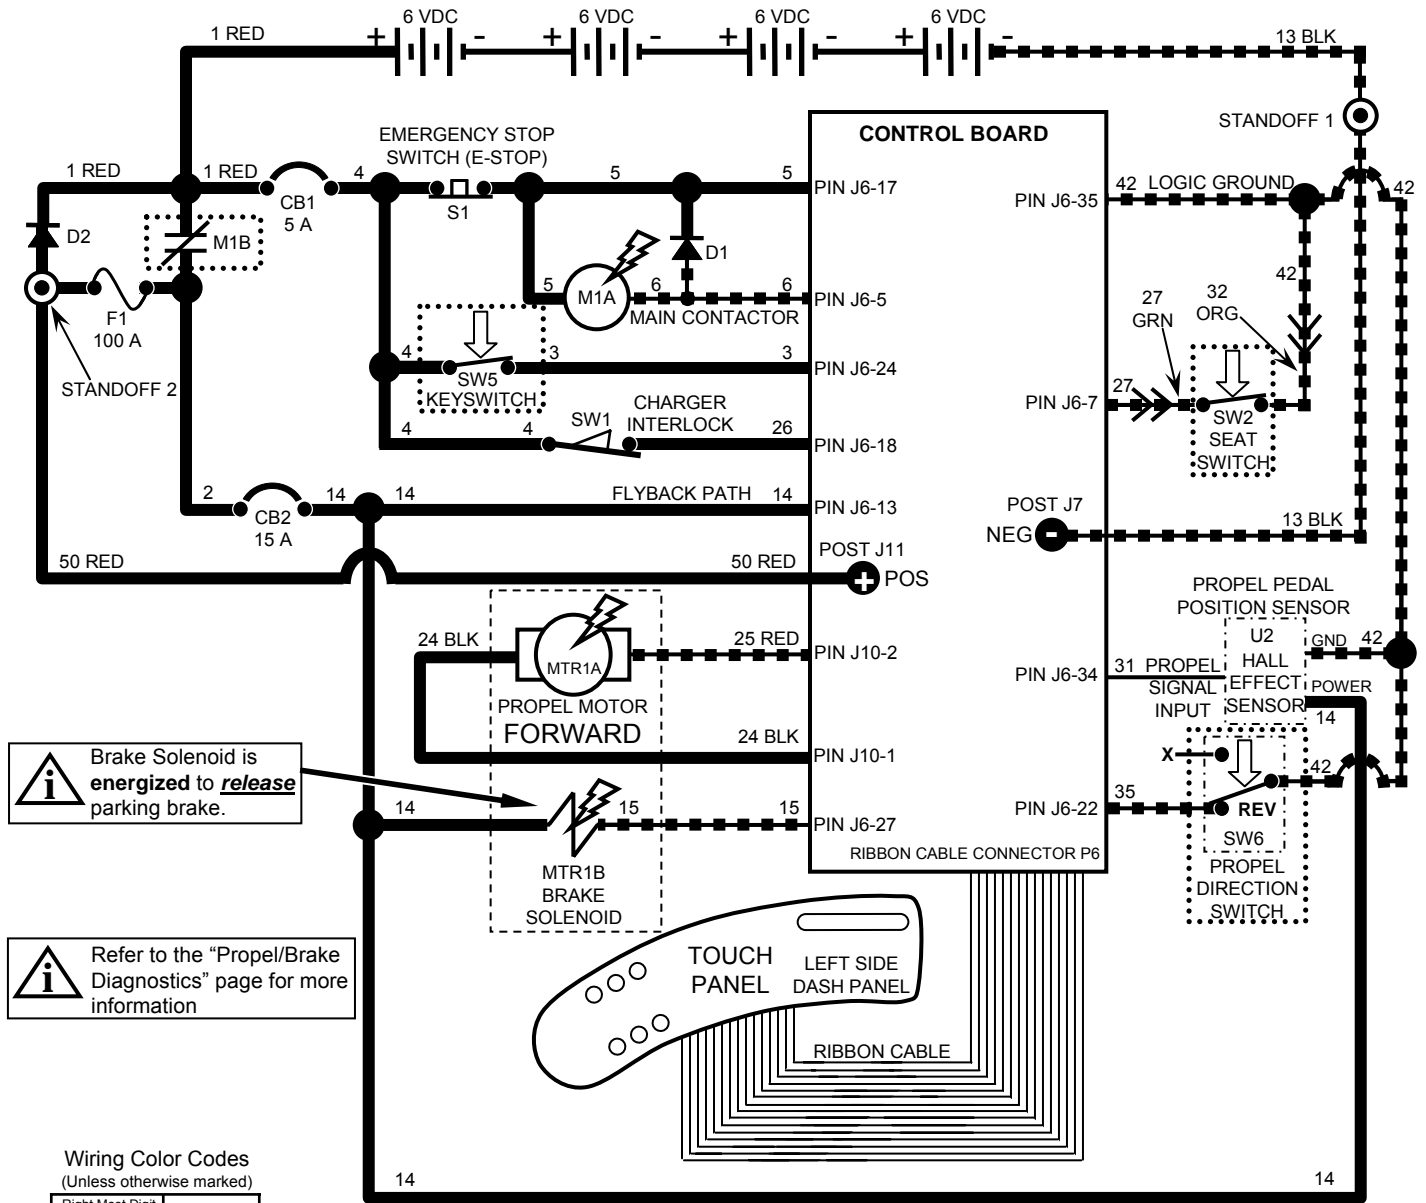 6 VDC
6 VDC
6 VDC
6 VDC
1 RED
+ -
+ -
+ -
+ -
13 BLK
STANDOFF 1
EMERGENCY STOP
SWITCH (E-STOP)
CONTROL BOARD
1 RED
1 RED
4
5
5
PIN J6-17
CB1
5 A
S1
PIN J6-35
42
LOGIC GROUND
42
D2
M1B
D1
42
5
M1A
6
6
PIN J6-5
MAIN CONTACTOR
F1
100 A
27
GRN
32
ORG
STANDOFF 2
4
3
3
PIN J6-24
SW5
KEYSWITCH
PIN J6-7
27
SW2
SEAT
SWITCH
CHARGER
INTERLOCK
SW1
4
4
26
PIN J6-18
2
14
14
FLYBACK PATH
14
PIN J6-13
CB2
15 A
POST J7
NEG
-
13 BLK
50 RED
50 RED
POST J11
+
POS
PROPEL PEDAL
POSITION SENSOR
U2
HALL
EFFECT
SENSOR
GND
42
POWER
14
24 BLK
MTR1A
25 RED
PIN J10-2
PROPEL MOTOR
FORWARD
PIN J6-34
31
PROPEL
SIGNAL
INPUT
24 BLK
PIN J10-1
i
Brake Solenoid is
energized to release
parking brake.
X
42
14
15
15
PIN J6-27
PIN J6-22
35
REV
SW6
PROPEL
DIRECTION
SWITCH
RIBBON CABLE CONNECTOR P6
MTR1B
BRAKE
SOLENOID
i
Refer to the “Propel/Brake
Diagnostics” page for more
information
TOUCH
PANEL
LEFT SIDE
DASH PANEL
RIBBON CABLE
Wiring Color Codes
(Unless otherwise marked)
Right Most Digit
14
14